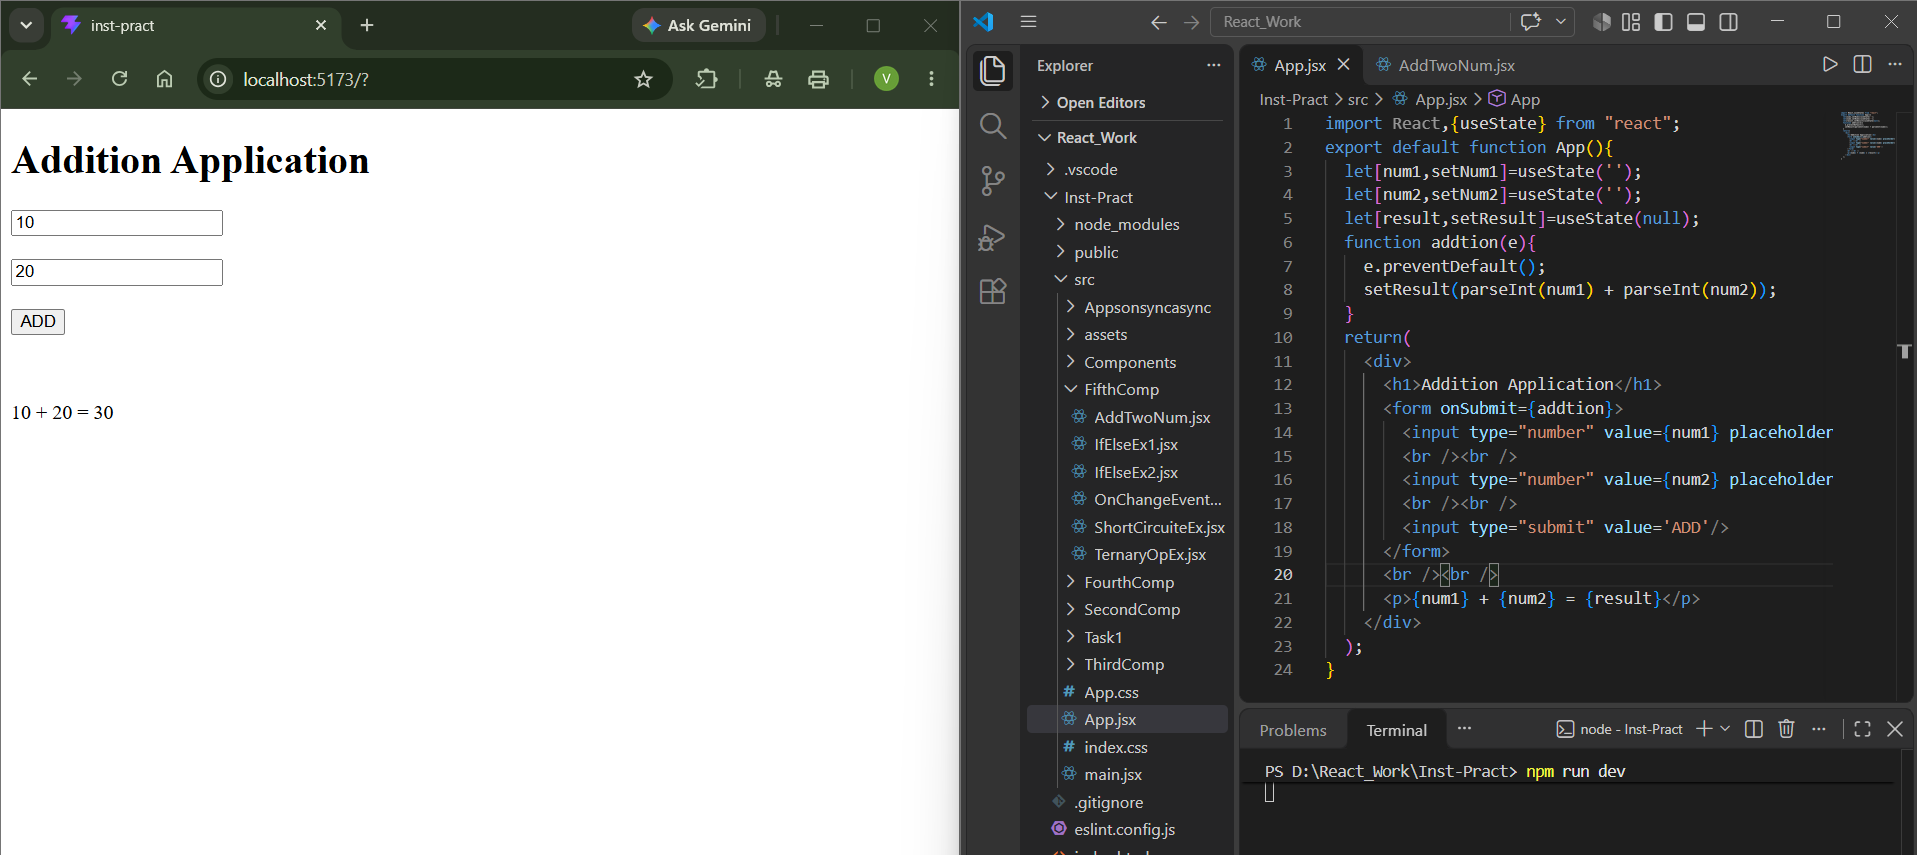 inst-pract
Ask Gemini
localhost:5173/?
V
Addition Application
10
20
ADD
10 + 20 = 30
React_Work
Explorer
Open Editors
React_Work
.vscode
Inst-Pract
node_modules
public
src
Appsonsyncasync
assets
Components
FifthComp
AddTwoNum.jsx
IfElseEx1.jsx
IfElseEx2.jsx
OnChangeEvent...
ShortCircuiteEx.jsx
TernaryOpEx.jsx
FourthComp
SecondComp
Task1
ThirdComp
# App.css
App.jsx
# index.css
main.jsx
.gitignore
eslint.config.js
App.jsx
AddTwoNum.jsx
Inst-Pract > src > App.jsx > App
1 import React,{useState} from "react";
2 export default function App(){
3 let[num1,setNum1]=useState('');
4 let[num2,setNum2]=useState('');
5 let[result,setResult]=useState(null);
6 function addtion(e){
7 e.preventDefault();
8 setResult(parseInt(num1) + parseInt(num2));
9 }
10 return(
11 <div>
12 <h1>Addition Application</h1>
13 <form onSubmit={addtion}>
14 <input type="number" value={num1} placeholder
15 <br /><br />
16 <input type="number" value={num2} placeholder
17 <br /><br />
18 <input type="submit" value='ADD'/>
19 </form>
20 <br /><br />
21 <p>{num1} + {num2} = {result}</p>
22 </div>
23 );
24 }
Problems
Terminal
node - Inst-Pract
PS D:\React_Work\Inst-Pract> npm run dev